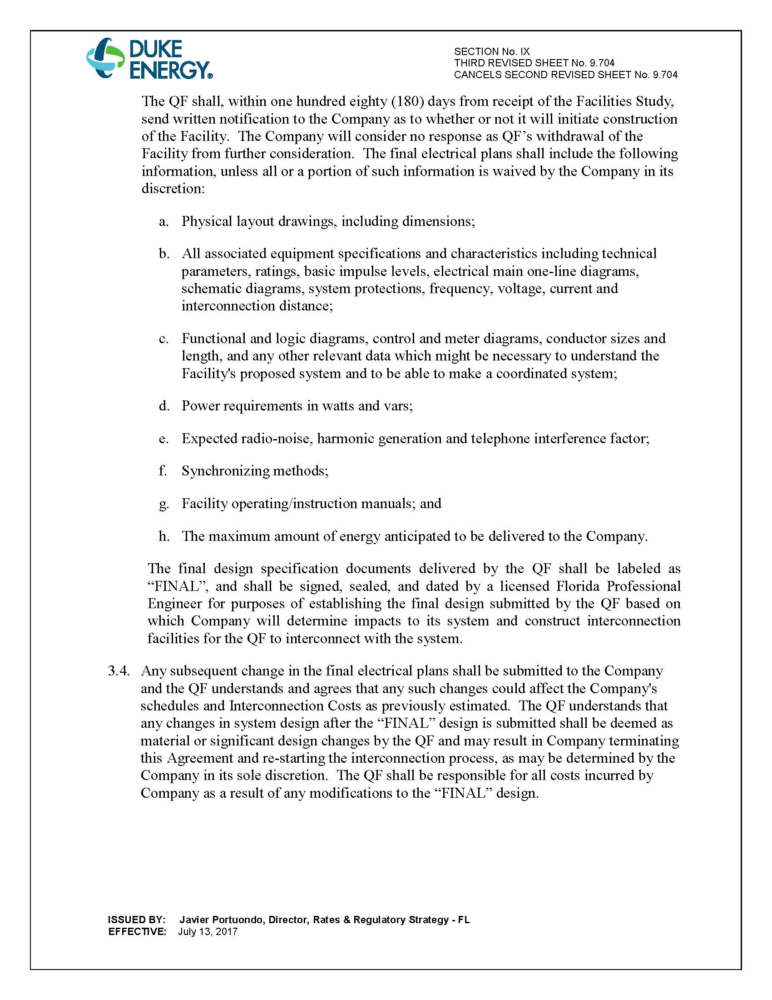 DUKE
ENERGY®
SECTION No. IX
THIRD REVISED SHEET No. 9.704
CANCELS SECOND REVISED SHEET No. 9.704
The QF shall, within one hundred eighty (180) days from receipt of the Facilities Study,
send written notification to the Company as to whether or not it will initiate construction
of the Facility.  The Company will consider no response as QF’s withdrawal of the
Facility from further consideration.  The final electrical plans shall include the following
information, unless all or a portion of such information is waived by the Company in its
discretion:
a. Physical layout drawings, including dimensions;
b. All associated equipment specifications and characteristics including technical
parameters, ratings, basic impulse levels, electrical main one-line diagrams,
schematic diagrams, system protections, frequency, voltage, current and
interconnection distance;
c. Functional and logic diagrams, control and meter diagrams, conductor sizes and
length, and any other relevant data which might be necessary to understand the
Facility's proposed system and to be able to make a coordinated system;
d. Power requirements in watts and vars;
e. Expected radio-noise, harmonic generation and telephone interference factor;
f. Synchronizing methods;
g. Facility operating/instruction manuals; and
h. The maximum amount of energy anticipated to be delivered to the Company.
The final design specification documents delivered by the QF shall be labeled as
“FINAL”, and shall be signed, sealed, and dated by a licensed Florida Professional
Engineer for purposes of establishing the final design submitted by the QF based on
which Company will determine impacts to its system and construct interconnection
facilities for the QF to interconnect with the system.
3.4. Any subsequent change in the final electrical plans shall be submitted to the Company
and the QF understands and agrees that any such changes could affect the Company's
schedules and Interconnection Costs as previously estimated.  The QF understands that
any changes in system design after the “FINAL” design is submitted shall be deemed as
material or significant design changes by the QF and may result in Company terminating
this Agreement and re-starting the interconnection process, as may be determined by the
Company in its sole discretion.  The QF shall be responsible for all costs incurred by
Company as a result of any modifications to the “FINAL” design.
ISSUED BY: Javier Portuondo, Director, Rates & Regulatory Strategy - FL
EFFECTIVE: July 13, 2017